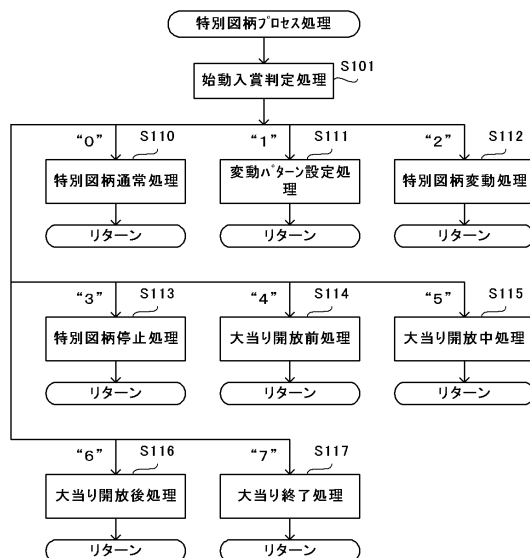 特別図柄プロセス処理
S101
始動入賞判定処理
“0” S110 “1” S111 “2” S112
特別図柄通常処理
変動パターン設定処
理
特別図柄変動処理
リターン リターン リターン
“3” S113 “4” S114 “5” S115
特別図柄停止処理 大当り開放前処理 大当り開放中処理
リターン リターン リターン
“6” S116 “7” S117
大当り開放後処理 大当り終了処理
リターン リターン